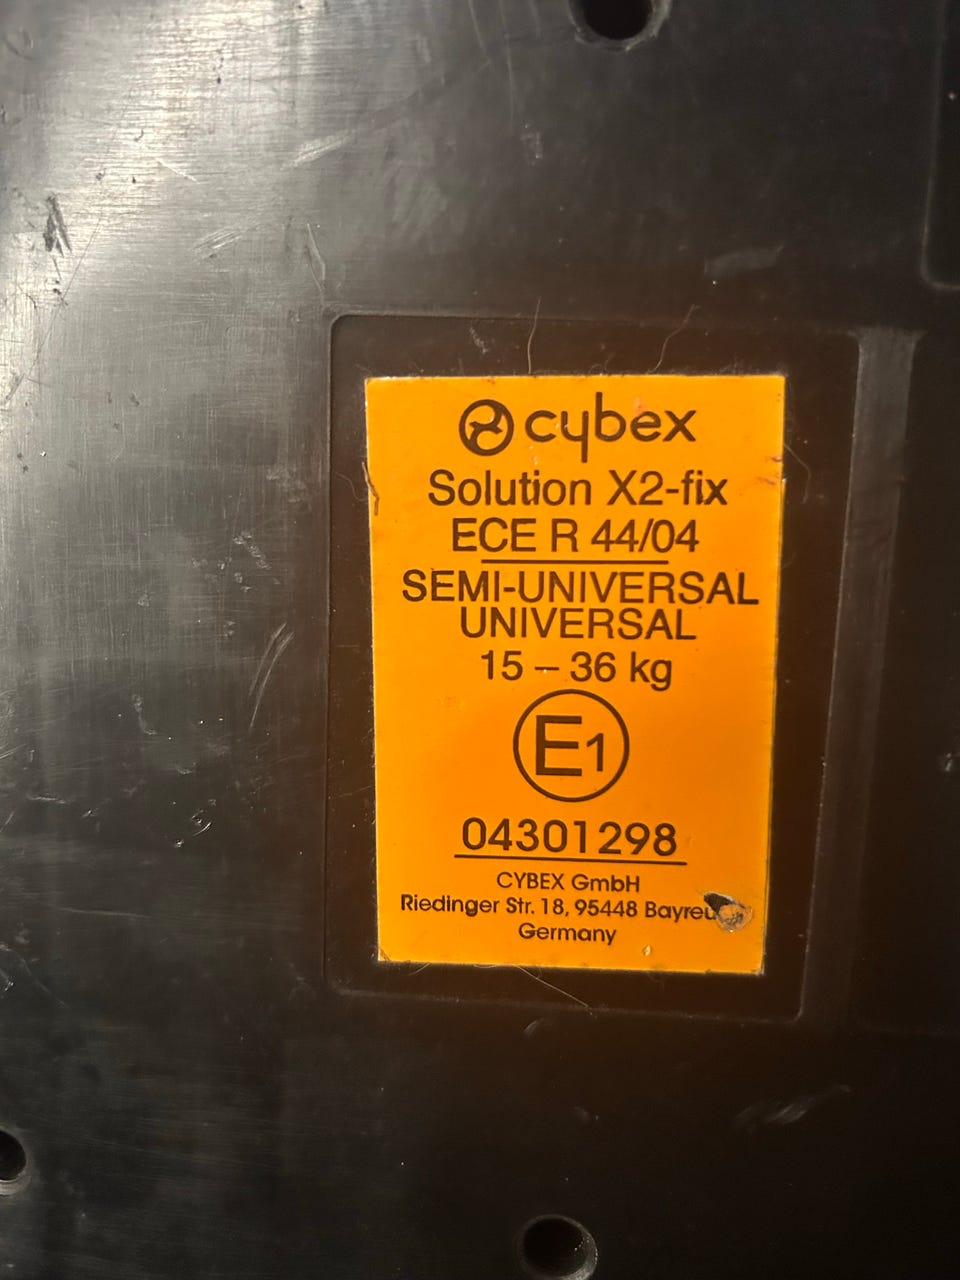 cybex
Solution X2-fix
ECE R 44/04
SEMI-UNIVERSAL
UNIVERSAL
15 – 36 kg
E1
04301298
CYBEX GmbH
Riedinger Str. 18, 95448
Germany